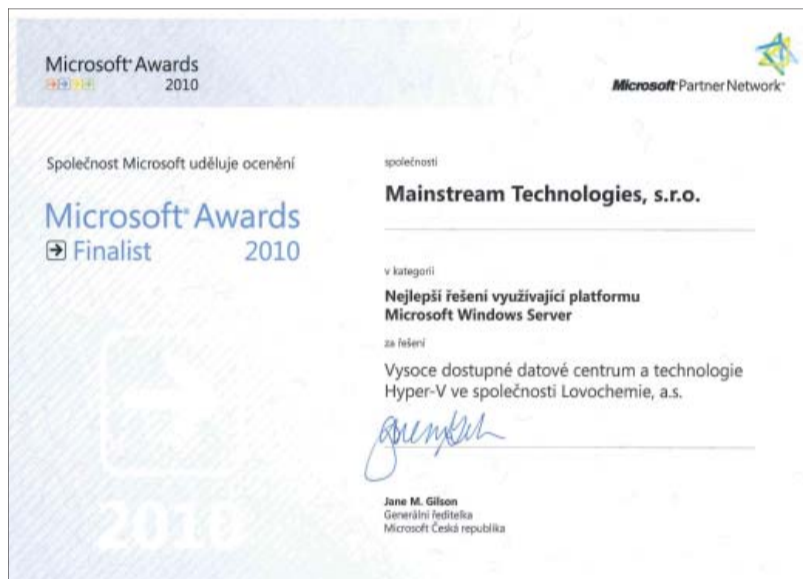 Microsoft® Awards
2010
Microsoft® Partner Network
Společnost Microsoft uděluje ocenění
Microsoft® Awards
Finalist 2010
společnosti
Mainstream Technologies, s.r.o.
v kategorii
Nejlepší řešení využívající platformu
Microsoft Windows Server
za řešení
Vysoce dostupné datové centrum a technologie
Hyper-V ve společnosti Lovochemie, a.s.
Jane M. Gilson
Generální ředitelka
Microsoft Česká republika
2010